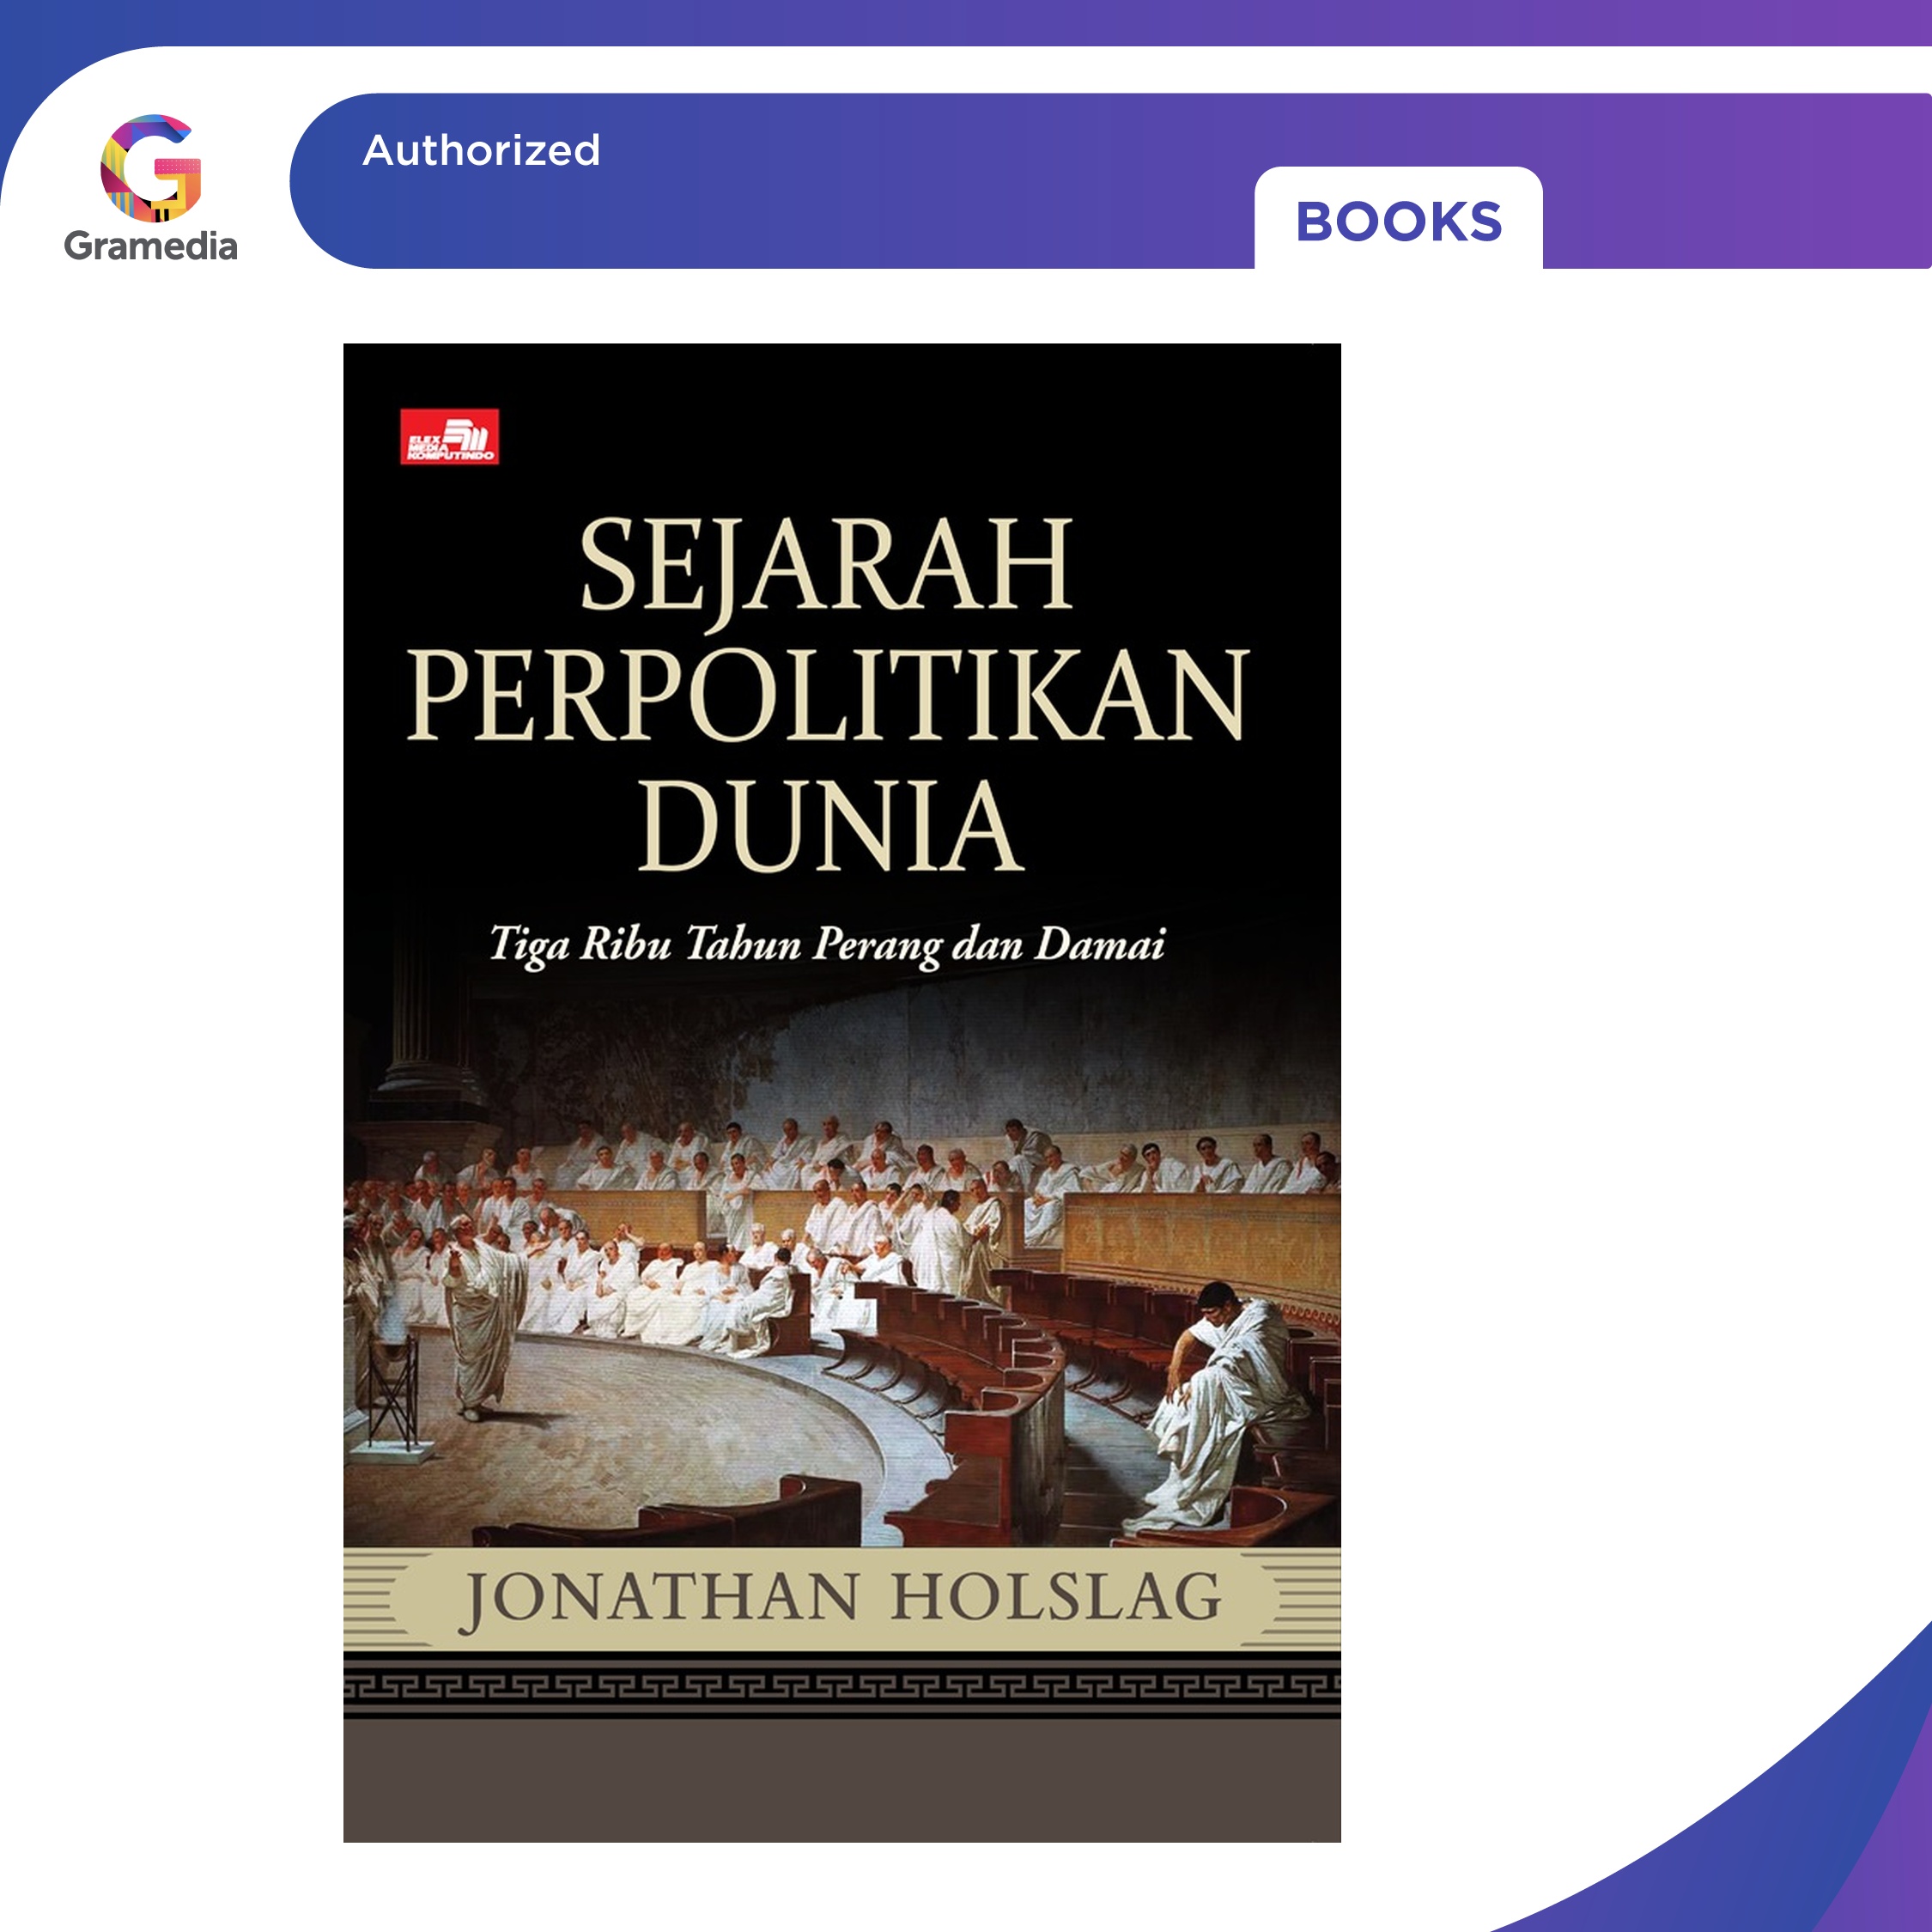 Gramedia
Authorized
BOOKS
ELEX
MEDIA
KOMPUTINDO
SEJARAH
PERPOLITIKAN
DUNIA
Tiga Ribu Tahun Perang dan Damai
JONATHAN HOLSLAG